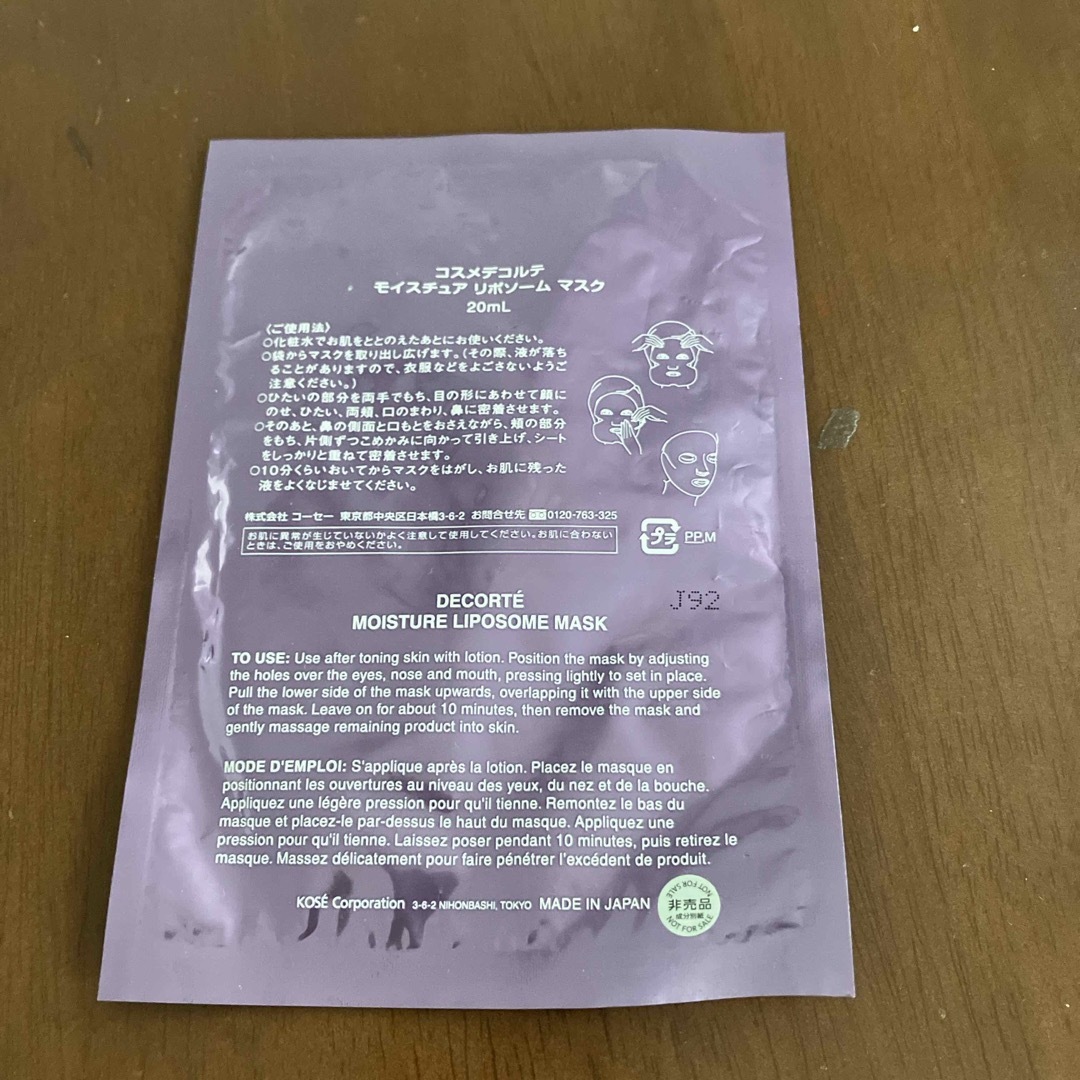 コスメデコルテ
モイスチュア リポソーム マスク
20mL
〈ご使用法〉
○化粧水でお肌をととのえたあとにお使いください。
○袋からマスクを取り出し広げます。(その際、液が落ち
ることがありますので、衣服などをよごさないようご
注意ください。)
○ひたいの部分を両手でもち、目の形にあわせて顔に
のせ、ひたい、両頬、口のまわり、鼻に密着させます。
○そのあと、鼻の側面と口もとをおさえながら、頬の部分
をもち、片側ずつこめかみに向かって引き上げ、シート
をしっかりと重ねて密着させます。
○10分くらいおいてからマスクをはがし、お肌に残った
液をよくなじませてください。
株式会社 コーセー 東京都中央区日本橋3-6-2 お問合せ先 0120-763-325
お肌に異常が生じていないかよく注意して使用してください。お肌に合わない
ときは、ご使用をおやめください。
プラ PP,M
J92
DECORTÉ
MOISTURE LIPOSOME MASK
TO USE: Use after toning skin with lotion. Position the mask by adjusting
the holes over the eyes, nose and mouth, pressing lightly to set in place.
Pull the lower side of the mask upwards, overlapping it with the upper side
of the mask. Leave on for about 10 minutes, then remove the mask and
gently massage remaining product into skin.
MODE D'EMPLOI: S'applique après la lotion. Placez le masque en
positionnant les ouvertures au niveau des yeux, du nez et de la bouche.
Appliquez une légère pression pour qu'il tienne. Remontez le bas du
masque et placez-le par-dessus le haut du masque. Appliquez une
pression pour qu'il tienne. Laissez poser pendant 10 minutes, puis retirez le
masque. Massez délicatement pour faire pénétrer l'excédent de produit.
KOSÉ Corporation 3-6-2 NIHONBASHI, TOKYO MADE IN JAPAN
NOT FOR SALE
非売品
成分別紙
NOT FOR SALE